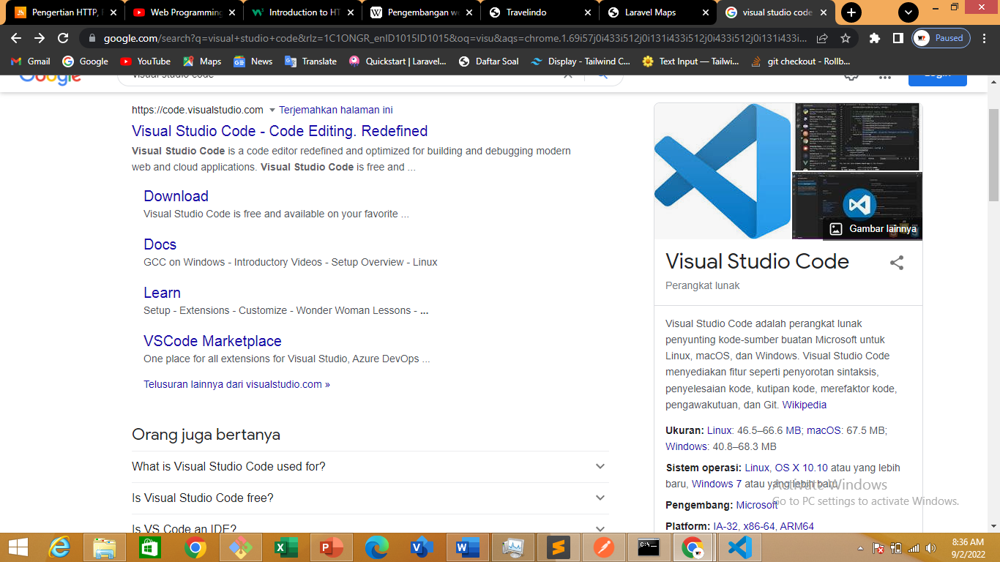 Pengertian HTTP,
Web Programming
Introduction to HT
Pengembangan we
Travelindo
Laravel Maps
visual studio code
google.com/search?q=visual+studio+code&rlz=1C1ONGR_enID1015ID1015&oq=visu&aqs=chrome.1.69i57j0i433i512j0i131i433i512j0i433i512j0i131i433i...
Paused
Gmail
Google
YouTube
Maps
News
Translate
Quickstart | Laravel...
Daftar Soal
Display - Tailwind C...
Text Input — Tailwi...
git checkout - Rollb...
Google
visual studio code
Login
https://code.visualstudio.com
Terjemahkan halaman ini
Visual Studio Code - Code Editing. Redefined
Visual Studio Code is a code editor redefined and optimized for building and debugging modern
web and cloud applications. Visual Studio Code is free and ...
Download
Visual Studio Code is free and available on your favorite ...
Docs
GCC on Windows - Introductory Videos - Setup Overview - Linux
Learn
Setup - Extensions - Customize - Wonder Woman Lessons - ...
VSCode Marketplace
One place for all extensions for Visual Studio, Azure DevOps ...
Telusuran lainnya dari visualstudio.com »
Orang juga bertanya
What is Visual Studio Code used for?
Is Visual Studio Code free?
Is VS Code an IDE?
Gambar lainnya
Visual Studio Code
Perangkat lunak
Visual Studio Code adalah perangkat lunak
penyunting kode-sumber buatan Microsoft untuk
Linux, macOS, dan Windows. Visual Studio Code
menyediakan fitur seperti penyorotan sintaksis,
penyelesaian kode, kutipan kode, merefaktor kode,
pengawakutuan, dan Git. Wikipedia
Ukuran: Linux: 46.5–66.6 MB; macOS: 67.5 MB;
Windows: 40.8–68.3 MB
Sistem operasi: Linux, OS X 10.10 atau yang lebih
baru, Windows 7 atau yang lebih baru
Pengembang: Microsoft
Platform: IA-32, x86-64, ARM64
Activate Windows
Go to PC settings to activate Windows.
8:36 AM
9/2/2022